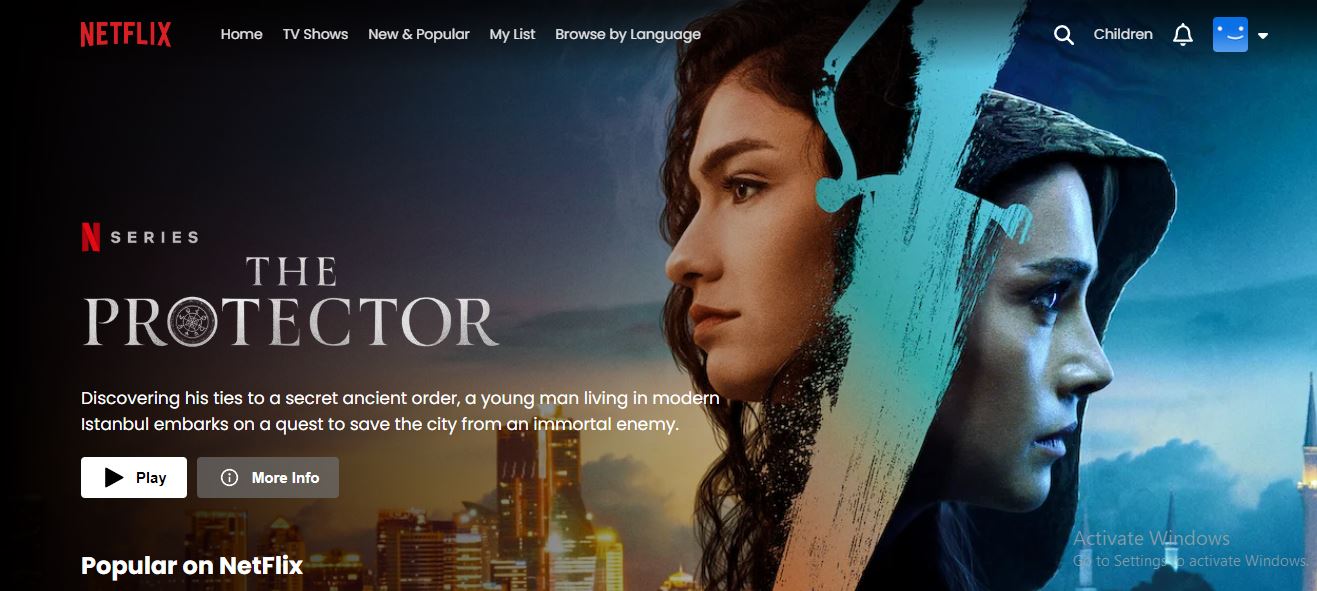 NETFLIX
Home TV Shows New & Popular My List Browse by Language
Children
N SERIES
THE
PROTECTOR
Discovering his ties to a secret ancient order, a young man living in modern
Istanbul embarks on a quest to save the city from an immortal enemy.
Play
More Info
Popular on NetFlix
Activate Windows
Go to Settings to activate Windows.